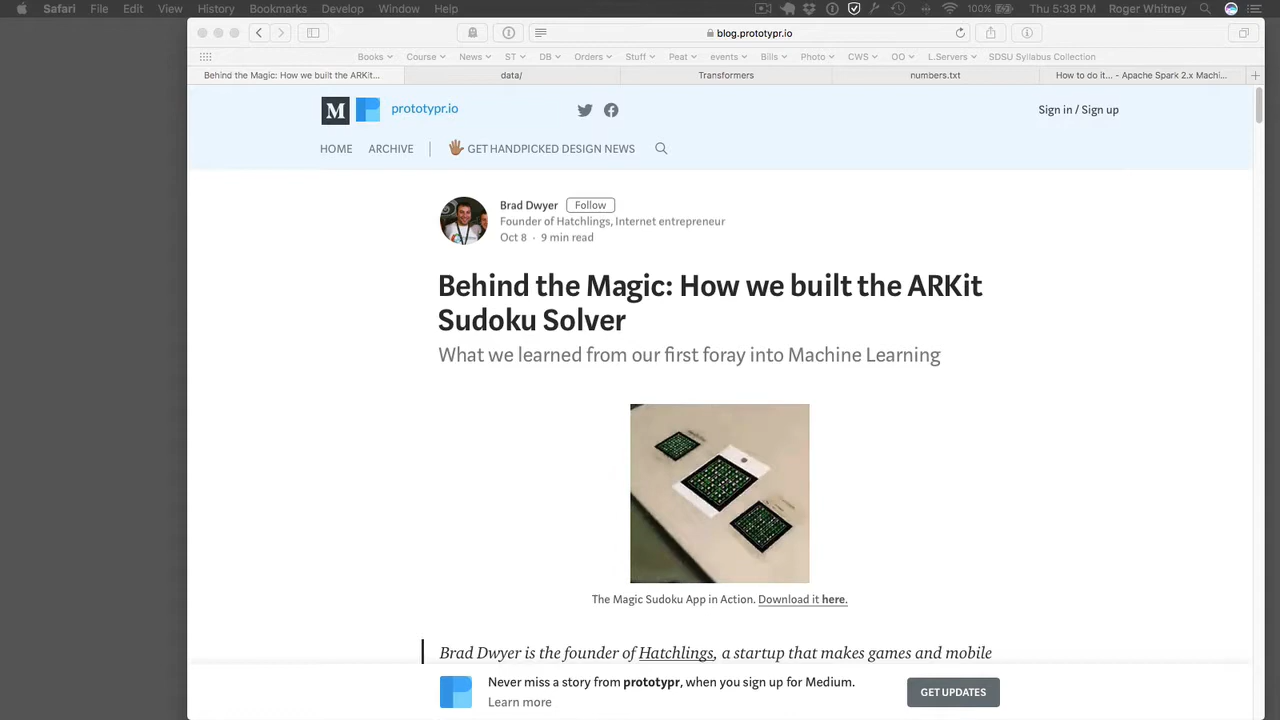 Safari File Edit View History Bookmarks Develop Window Help 100% Thu 5:38 PM Roger Whitney
blog.prototypr.io
Books Course News ST DB Orders Stuff Peat events Bills Photo CWS OO L.Servers SDSU Syllabus Collection
Behind the Magic: How we built the ARKit... data/ Transformers numbers.txt How to do it... - Apache Spark 2.x Machi...
M prototypr.io Sign in / Sign up
HOME ARCHIVE GET HANDPICKED DESIGN NEWS
Brad Dwyer Follow
Founder of Hatchlings, Internet entrepreneur
Oct 8 · 9 min read
Behind the Magic: How we built the ARKit
Sudoku Solver
What we learned from our first foray into Machine Learning
The Magic Sudoku App in Action. Download it here.
Brad Dwyer is the founder of Hatchlings, a startup that makes games and mobile
Never miss a story from prototypr, when you sign up for Medium.
Learn more
GET UPDATES